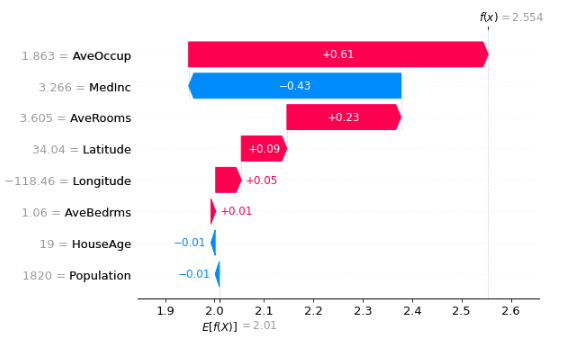 f(x) = 2.554
1.863 = AveOccup
+0.61
3.266 = MedInc
−0.43
3.605 = AveRooms
+0.23
34.04 = Latitude
+0.09
−118.46 = Longitude
+0.05
1.06 = AveBedrms
+0.01
19 = HouseAge
−0.01
1820 = Population
−0.01
1.9 2.0 2.1 2.2 2.3 2.4 2.5 2.6
E[f(X)] = 2.01